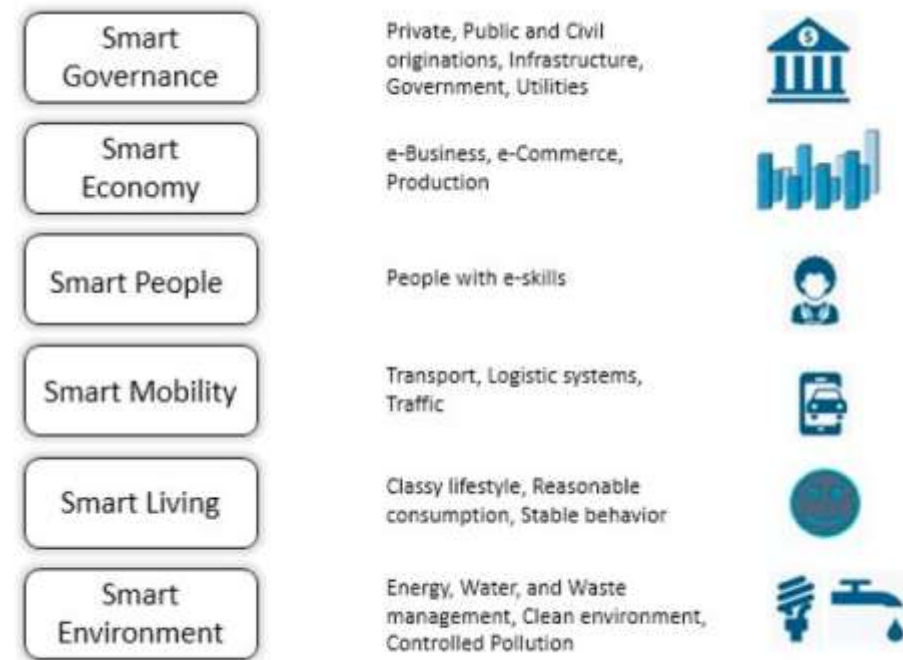 Smart
Governance
Private, Public and Civil
originations, Infrastructure,
Government, Utilities
$
Smart
Economy
e-Business, e-Commerce,
Production
Smart People
People with e-skills
Smart Mobility
Transport, Logistic systems,
Traffic
Smart Living
Classy lifestyle, Reasonable
consumption, Stable behavior
Smart
Environment
Energy, Water, and Waste
management, Clean environment,
Controlled Pollution